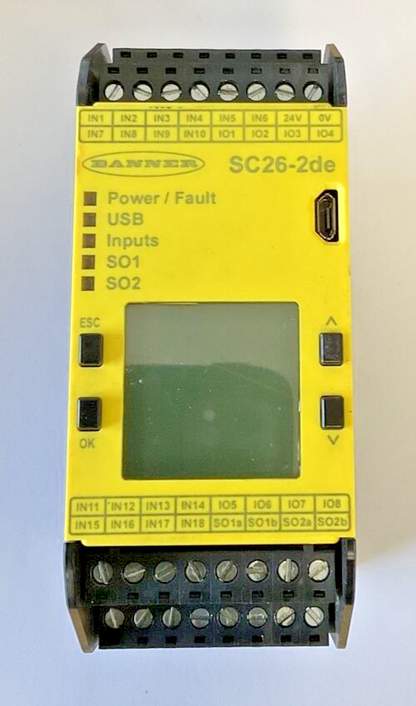 IN1 IN2 IN3 IN4 IN5 IN6 24V 0V
IN7 IN8 IN9 IN10 IO1 IO2 IO3 IO4
BANNER SC26-2de
Power / Fault
USB
Inputs
SO1
SO2
ESC
OK
IN11 IN12 IN13 IN14 IO5 IO6 IO7 IO8
IN15 IN16 IN17 IN18 SO1a SO1b SO2a SO2b